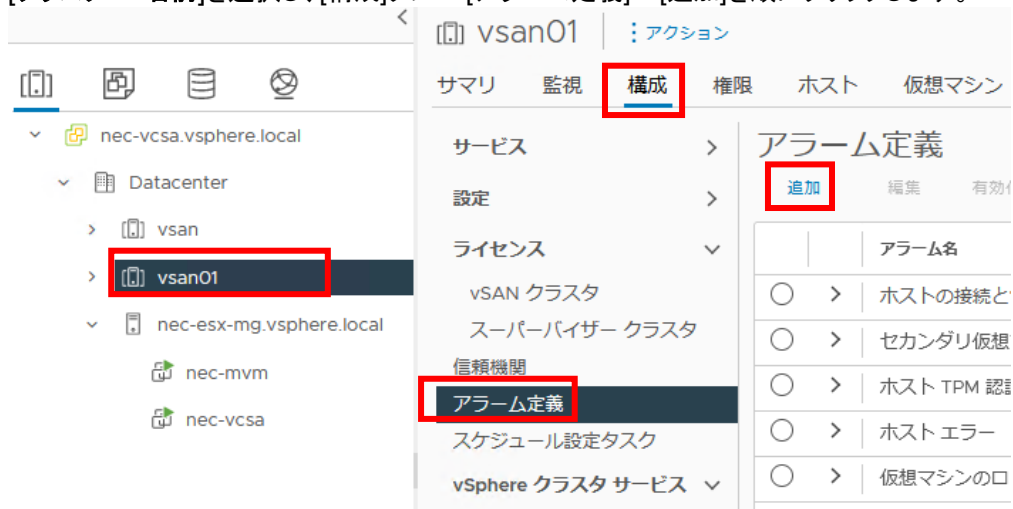 vsan01
アクション
サマリ 監視 構成 権限 ホスト 仮想マシン
nec-vcsa.vsphere.local
Datacenter
vsan
vsan01
nec-esx-mg.vsphere.local
nec-mvm
nec-vcsa
サービス
設定
ライセンス
vSAN クラスタ
スーパーバイザー クラスタ
信頼機関
アラーム定義
スケジュール設定タスク
vSphere クラスタ サービス
アラーム定義
追加 編集 有効
アラーム名
ホストの接続と
セカンダリ仮想
ホスト TPM 認
ホスト エラー
仮想マシンのロ